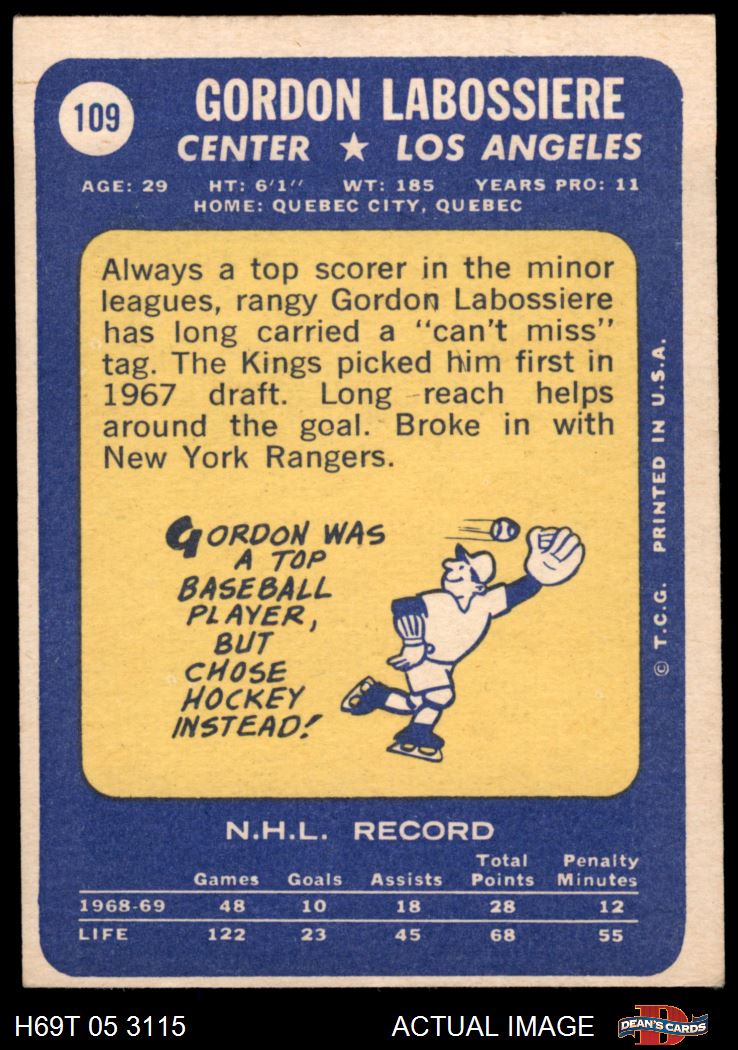 109
GORDON LABOSSIERE
CENTER ★ LOS ANGELES
AGE: 29 HT: 6'1'' WT: 185 YEARS PRO: 11
HOME: QUEBEC CITY, QUEBEC
Always a top scorer in the minor
leagues, rangy Gordon Labossiere
has long carried a "can't miss"
tag. The Kings picked him first in
1967 draft. Long reach helps
around the goal. Broke in with
New York Rangers.
GORDON WAS
A TOP
BASEBALL
PLAYER,
BUT
CHOSE
HOCKEY
INSTEAD!
© T.C.G. PRINTED IN U.S.A.
N.H.L. RECORD
Games Goals Assists Total Points Penalty Minutes
1968-69 48 10 18 28 12
LIFE 122 23 45 68 55
H69T 05 3115 ACTUAL IMAGE
D
DEAN'S CARDS